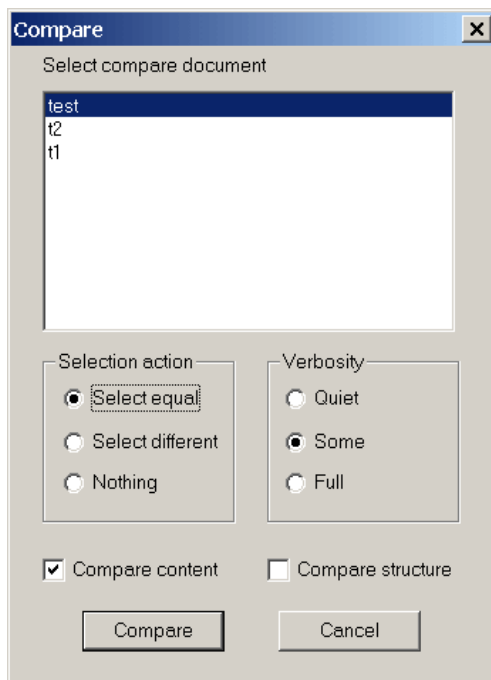 Compare
Select compare document
test
t2
t1
Selection action
Select equal
Select different
Nothing
Verbosity
Quiet
Some
Full
Compare content
Compare structure
Compare
Cancel